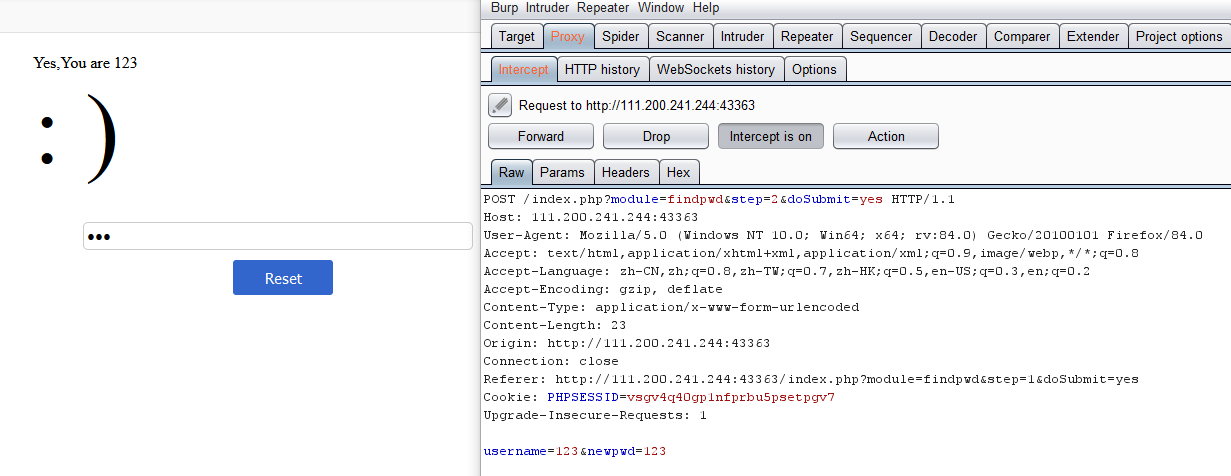 Yes,You are 123
: )
•••
Reset
Burp Intruder Repeater Window Help
Target Proxy Spider Scanner Intruder Repeater Sequencer Decoder Comparer Extender Project options
Intercept HTTP history WebSockets history Options
Request to http://111.200.241.244:43363
Forward Drop Intercept is on Action
Raw Params Headers Hex
POST /index.php?module=findpwd&step=2&doSubmit=yes HTTP/1.1
Host: 111.200.241.244:43363
User-Agent: Mozilla/5.0 (Windows NT 10.0; Win64; x64; rv:84.0) Gecko/20100101 Firefox/84.0
Accept: text/html,application/xhtml+xml,application/xml;q=0.9,image/webp,*/*;q=0.8
Accept-Language: zh-CN,zh;q=0.8,zh-TW;q=0.7,zh-HK;q=0.5,en-US;q=0.3,en;q=0.2
Accept-Encoding: gzip, deflate
Content-Type: application/x-www-form-urlencoded
Content-Length: 23
Origin: http://111.200.241.244:43363
Connection: close
Referer: http://111.200.241.244:43363/index.php?module=findpwd&step=1&doSubmit=yes
Cookie: PHPSESSID=vsgv4q40gp1nfprbu5psetpgv7
Upgrade-Insecure-Requests: 1
username=123&newpwd=123